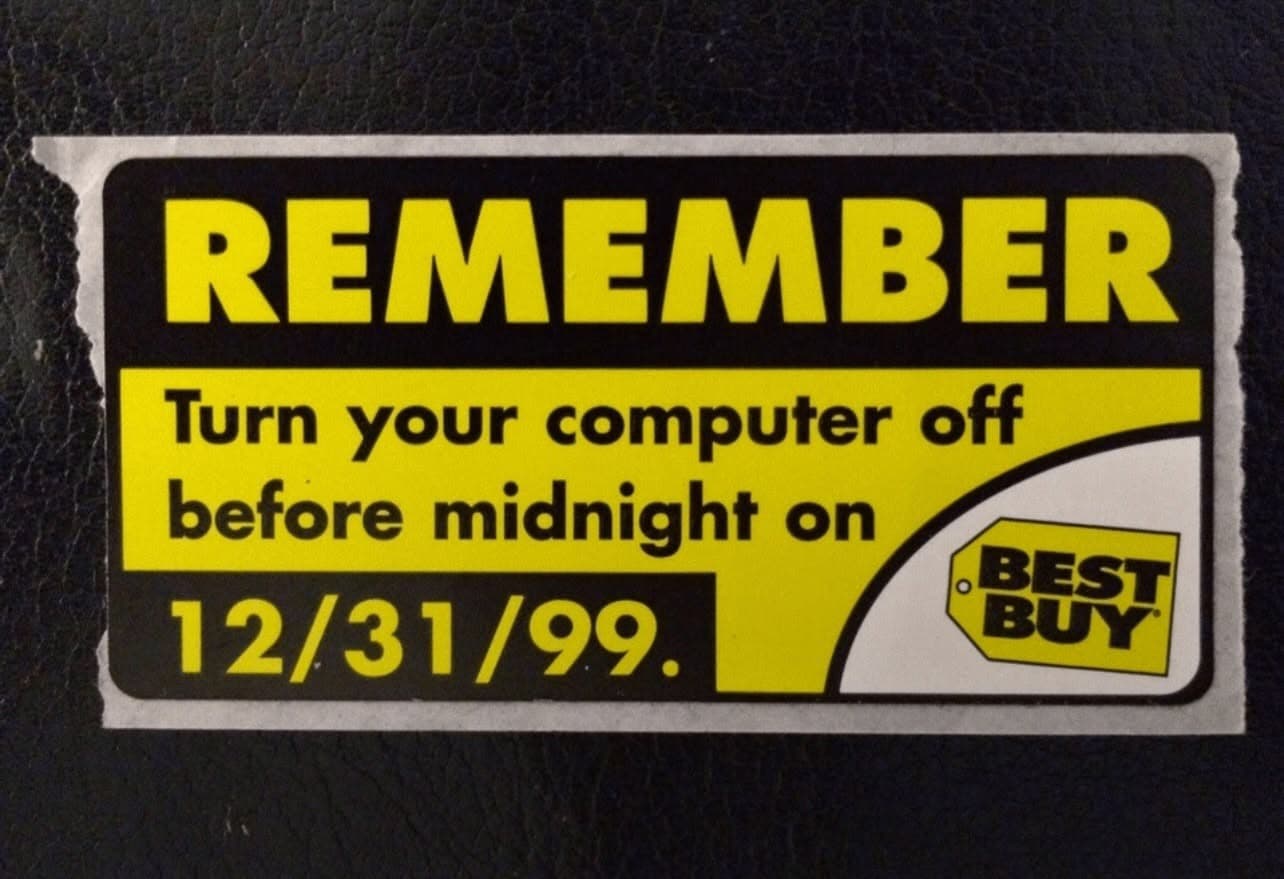 REMEMBER
Turn your computer off
before midnight on
12/31/99.
BEST
BUY®